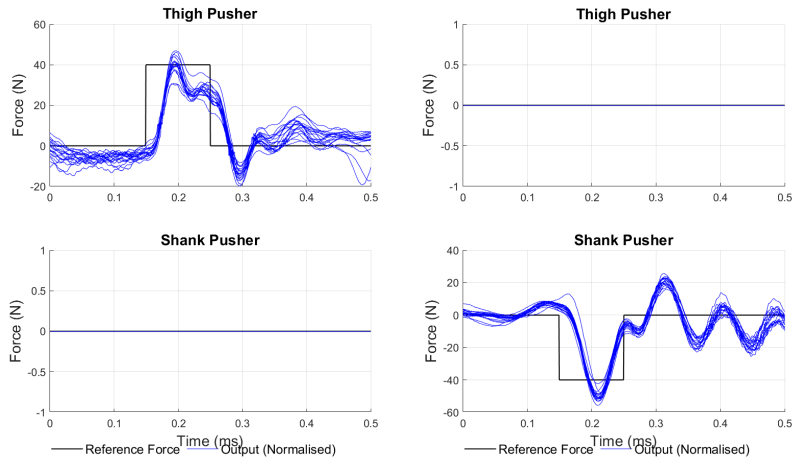 Thigh Pusher
60
40
20
0
-20
Force (N)
0 0.1 0.2 0.3 0.4 0.5
Thigh Pusher
1
0.5
0
-0.5
-1
Force (N)
0 0.1 0.2 0.3 0.4 0.5
Shank Pusher
1
0.5
0
-0.5
-1
Force (N)
0 0.1 0.2 0.3 0.4 0.5
Time (ms)
Reference Force Output (Normalised)
Shank Pusher
40
20
0
-20
-40
-60
Force (N)
0 0.1 0.2 0.3 0.4 0.5
Time (ms)
Reference Force Output (Normalised)